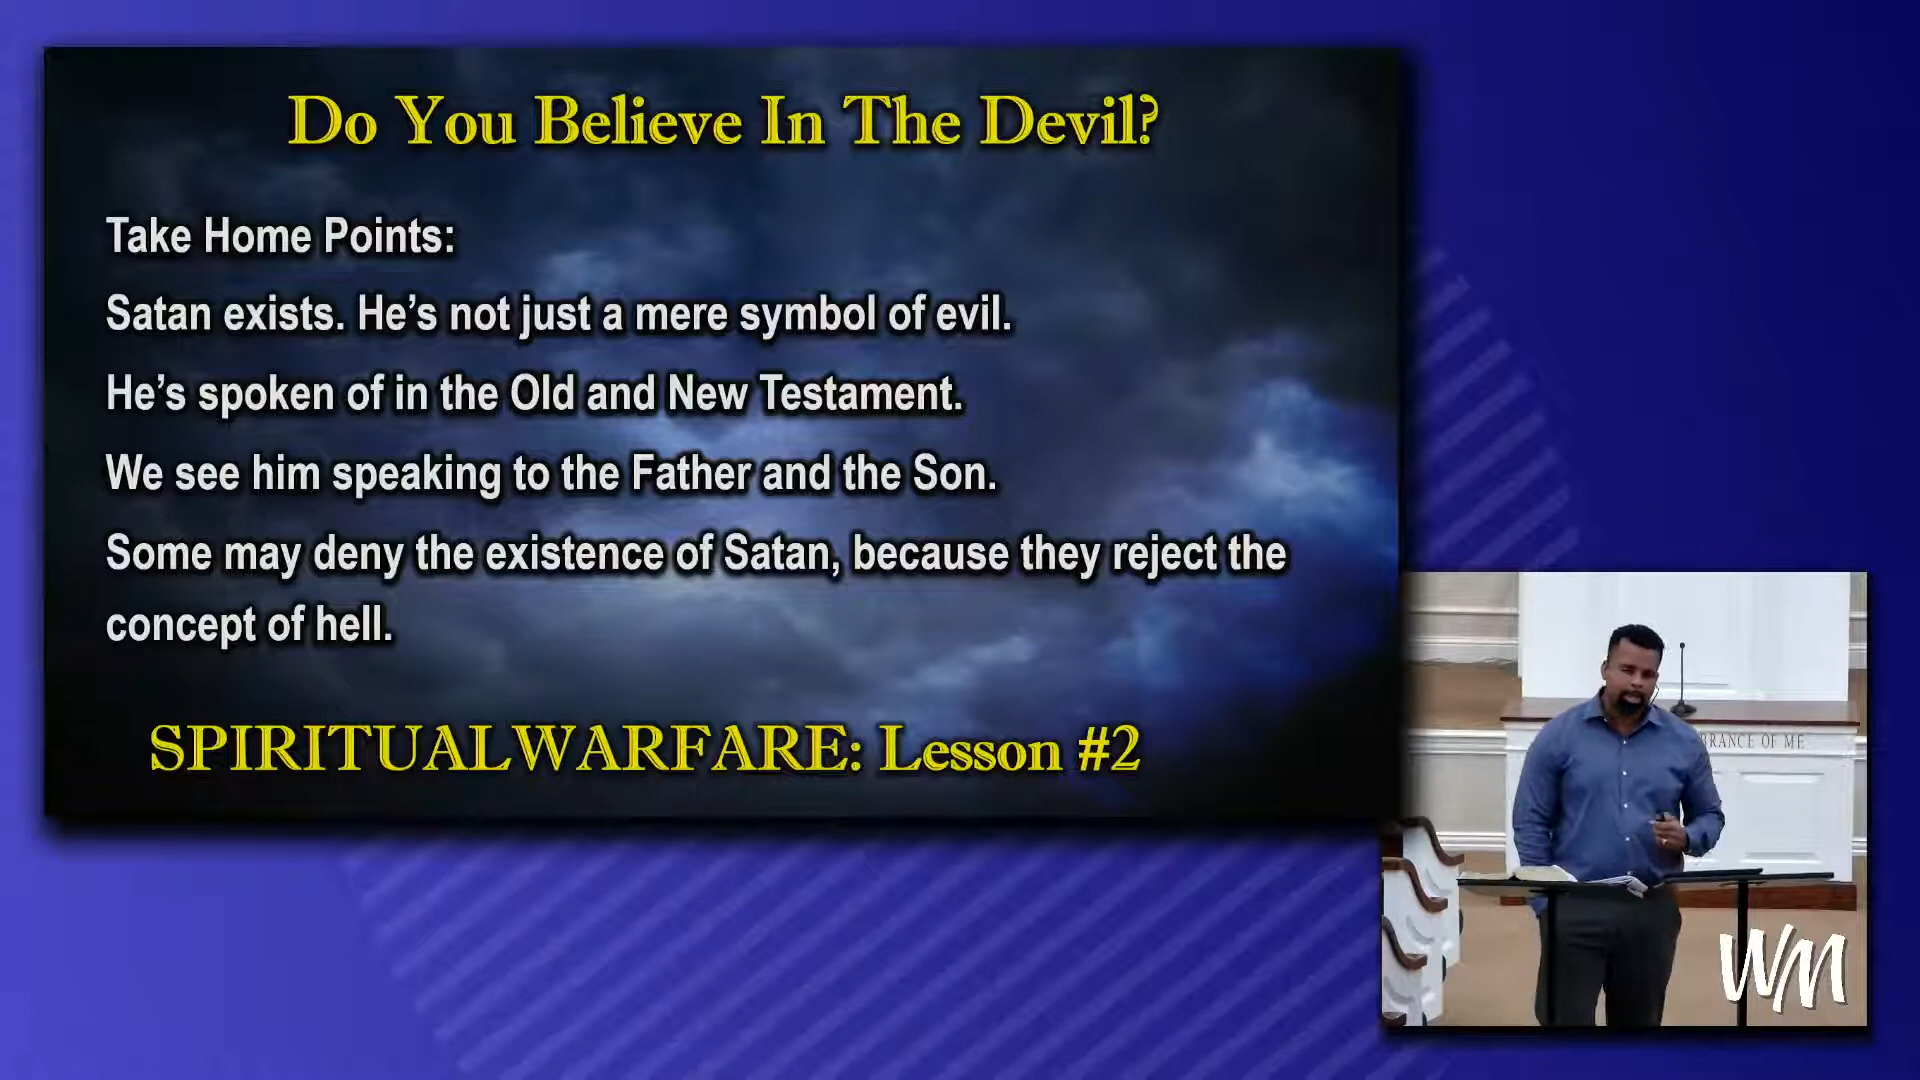 Do You Believe In The Devil?
Take Home Points:
Satan exists. He’s not just a mere symbol of evil.
He’s spoken of in the Old and New Testament.
We see him speaking to the Father and the Son.
Some may deny the existence of Satan, because they reject the
concept of hell.
SPIRITUALWARFARE: Lesson #2
OF ME
WM